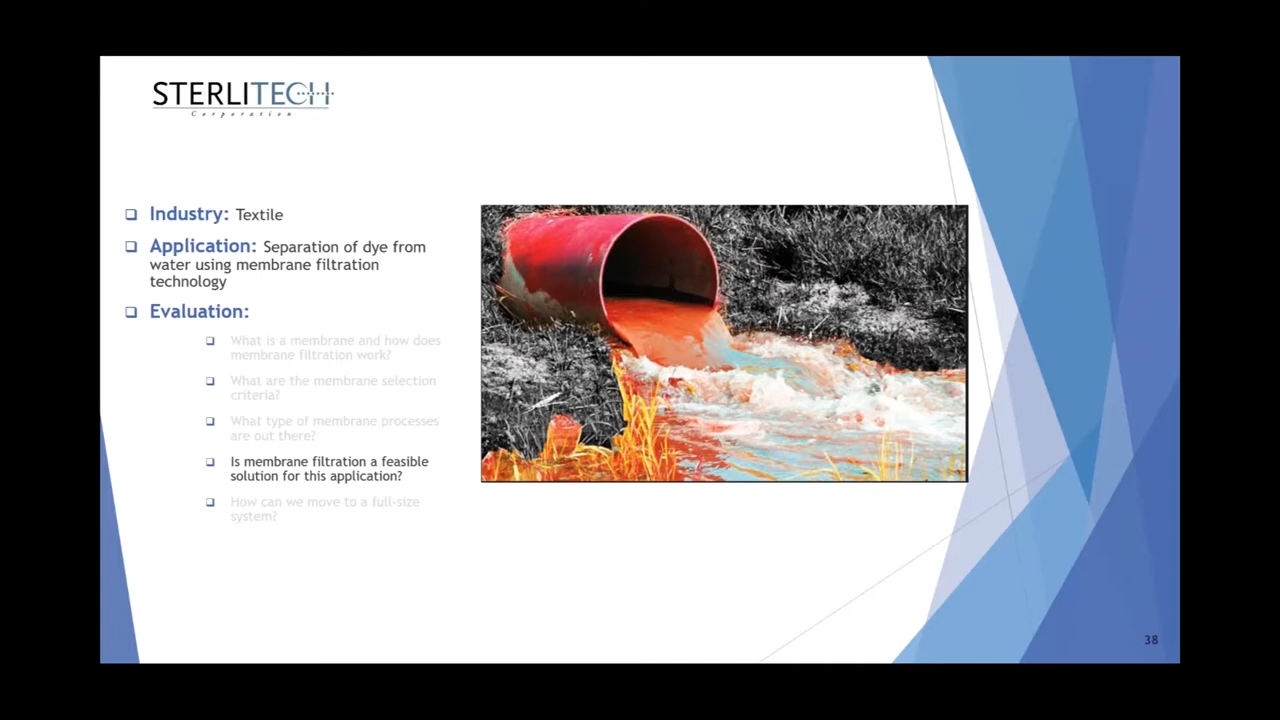 STERLITECH
Corporation
Industry: Textile
Application: Separation of dye from
water using membrane filtration
technology
Evaluation:
What is a membrane and how does
membrane filtration work?
What are the membrane selection
criteria?
What type of membrane processes
are out there?
Is membrane filtration a feasible
solution for this application?
How can we move to a full-size
system?
38